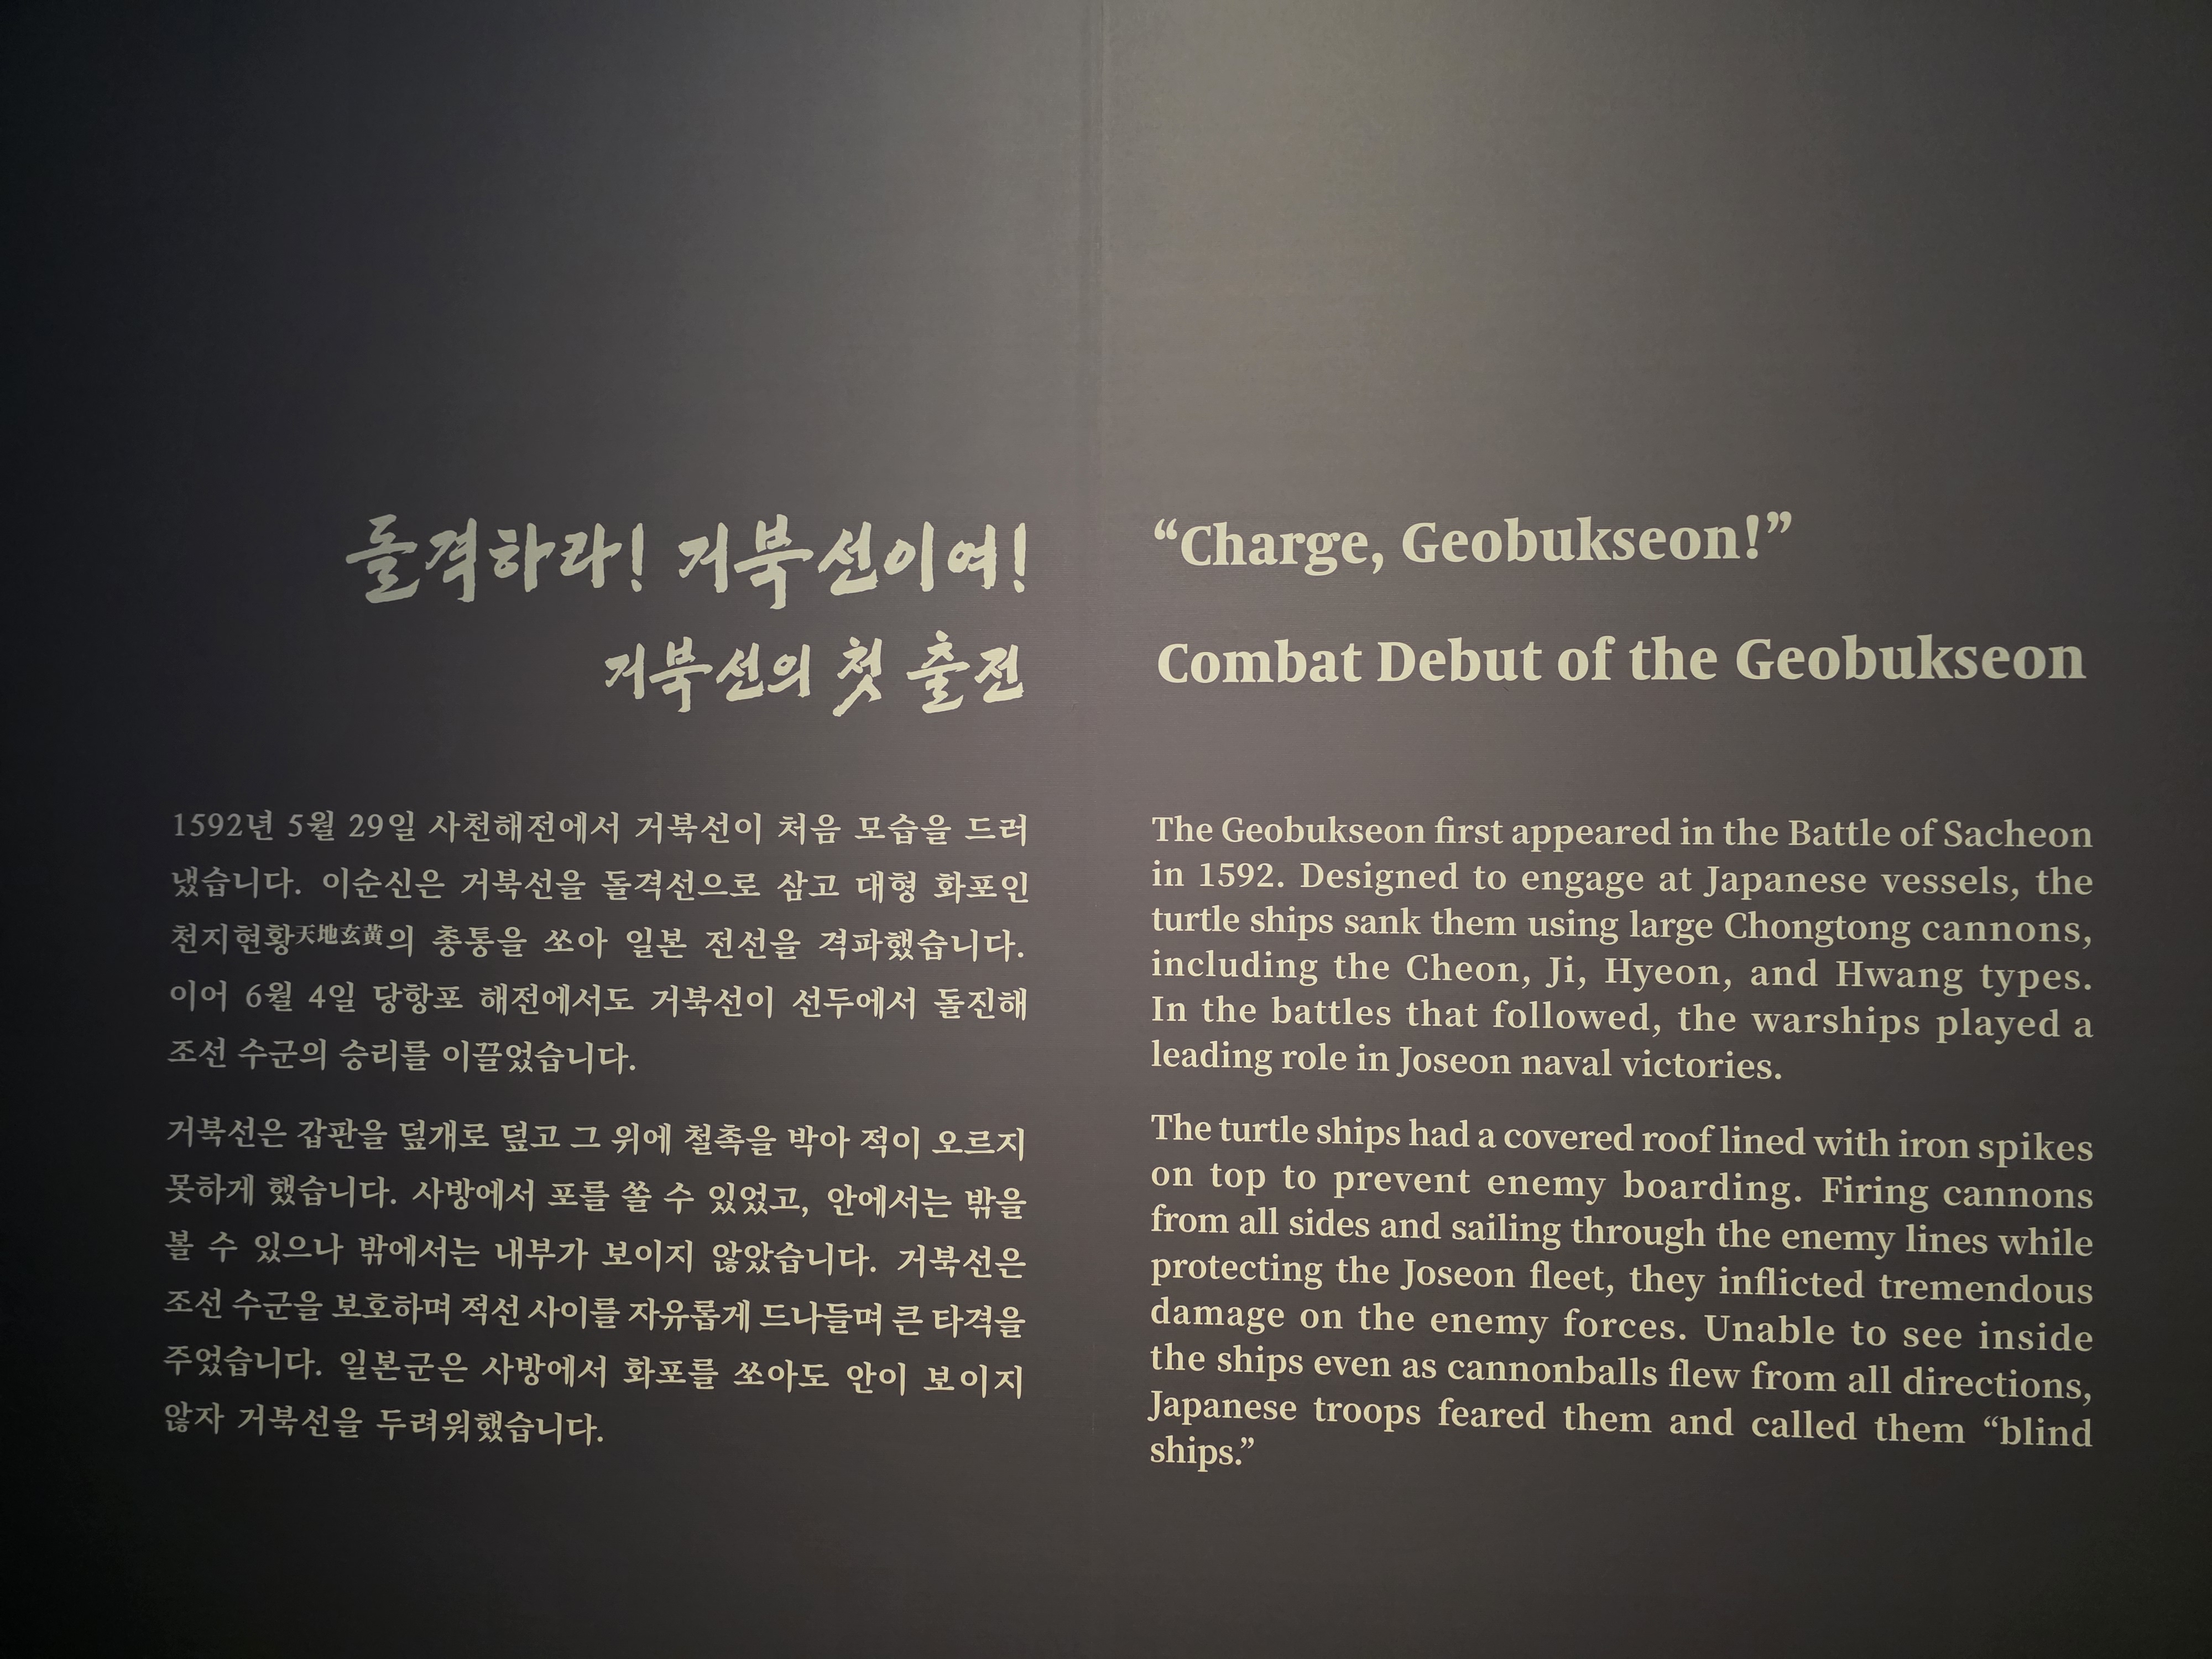 돌격하라! 거북선이여!
거북선의 첫 출전
1592년 5월 29일 사천해전에서 거북선이 처음 모습을 드러
냈습니다. 이순신은 거북선을 돌격선으로 삼고 대형 화포인
천지현황天地玄黃의 총통을 쏘아 일본 전선을 격파했습니다.
이어 6월 4일 당항포 해전에서도 거북선이 선두에서 돌진해
조선 수군의 승리를 이끌었습니다.
거북선은 갑판을 덮개로 덮고 그 위에 철촉을 박아 적이 오르지
못하게 했습니다. 사방에서 포를 쏠 수 있었고, 안에서는 밖을
볼 수 있으나 밖에서는 내부가 보이지 않았습니다. 거북선은
조선 수군을 보호하며 적선 사이를 자유롭게 드나들며 큰 타격을
주었습니다. 일본군은 사방에서 화포를 쏘아도 안이 보이지
않자 거북선을 두려워했습니다.
“Charge, Geobukseon!”
Combat Debut of the Geobukseon
The Geobukseon first appeared in the Battle of Sacheon
in 1592. Designed to engage at Japanese vessels, the
turtle ships sank them using large Chongtong cannons,
including the Cheon, Ji, Hyeon, and Hwang types.
In the battles that followed, the warships played a
leading role in Joseon naval victories.
The turtle ships had a covered roof lined with iron spikes
on top to prevent enemy boarding. Firing cannons
from all sides and sailing through the enemy lines while
protecting the Joseon fleet, they inflicted tremendous
damage on the enemy forces. Unable to see inside
the ships even as cannonballs flew from all directions,
Japanese troops feared them and called them “blind
ships.”